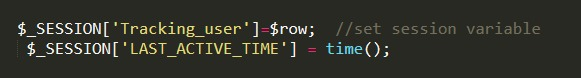 $_SESSION['Tracking_user']=$row;  //set session variable
 $_SESSION['LAST_ACTIVE_TIME'] = time();